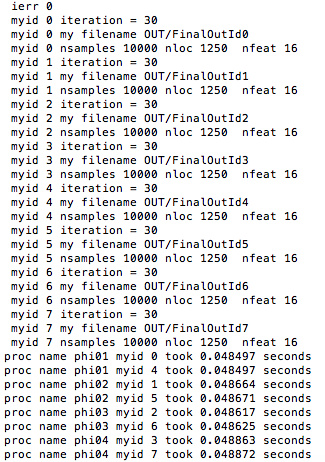 ierr 0
myid 0 iteration = 30
myid 0 my filename OUT/FinalOutId0
myid 0 nsamples 10000 nloc 1250  nfeat 16
myid 1 iteration = 30
myid 1 my filename OUT/FinalOutId1
myid 1 nsamples 10000 nloc 1250  nfeat 16
myid 2 iteration = 30
myid 2 my filename OUT/FinalOutId2
myid 2 nsamples 10000 nloc 1250  nfeat 16
myid 3 iteration = 30
myid 3 my filename OUT/FinalOutId3
myid 3 nsamples 10000 nloc 1250  nfeat 16
myid 4 iteration = 30
myid 4 my filename OUT/FinalOutId4
myid 4 nsamples 10000 nloc 1250  nfeat 16
myid 5 iteration = 30
myid 5 my filename OUT/FinalOutId5
myid 5 nsamples 10000 nloc 1250  nfeat 16
myid 6 iteration = 30
myid 6 my filename OUT/FinalOutId6
myid 6 nsamples 10000 nloc 1250  nfeat 16
myid 7 iteration = 30
myid 7 my filename OUT/FinalOutId7
myid 7 nsamples 10000 nloc 1250  nfeat 16
proc name phi01 myid 0 took 0.048497 seconds
proc name phi01 myid 4 took 0.048497 seconds
proc name phi02 myid 1 took 0.048664 seconds
proc name phi02 myid 5 took 0.048671 seconds
proc name phi03 myid 2 took 0.048617 seconds
proc name phi03 myid 6 took 0.048625 seconds
proc name phi04 myid 3 took 0.048863 seconds
proc name phi04 myid 7 took 0.048872 seconds